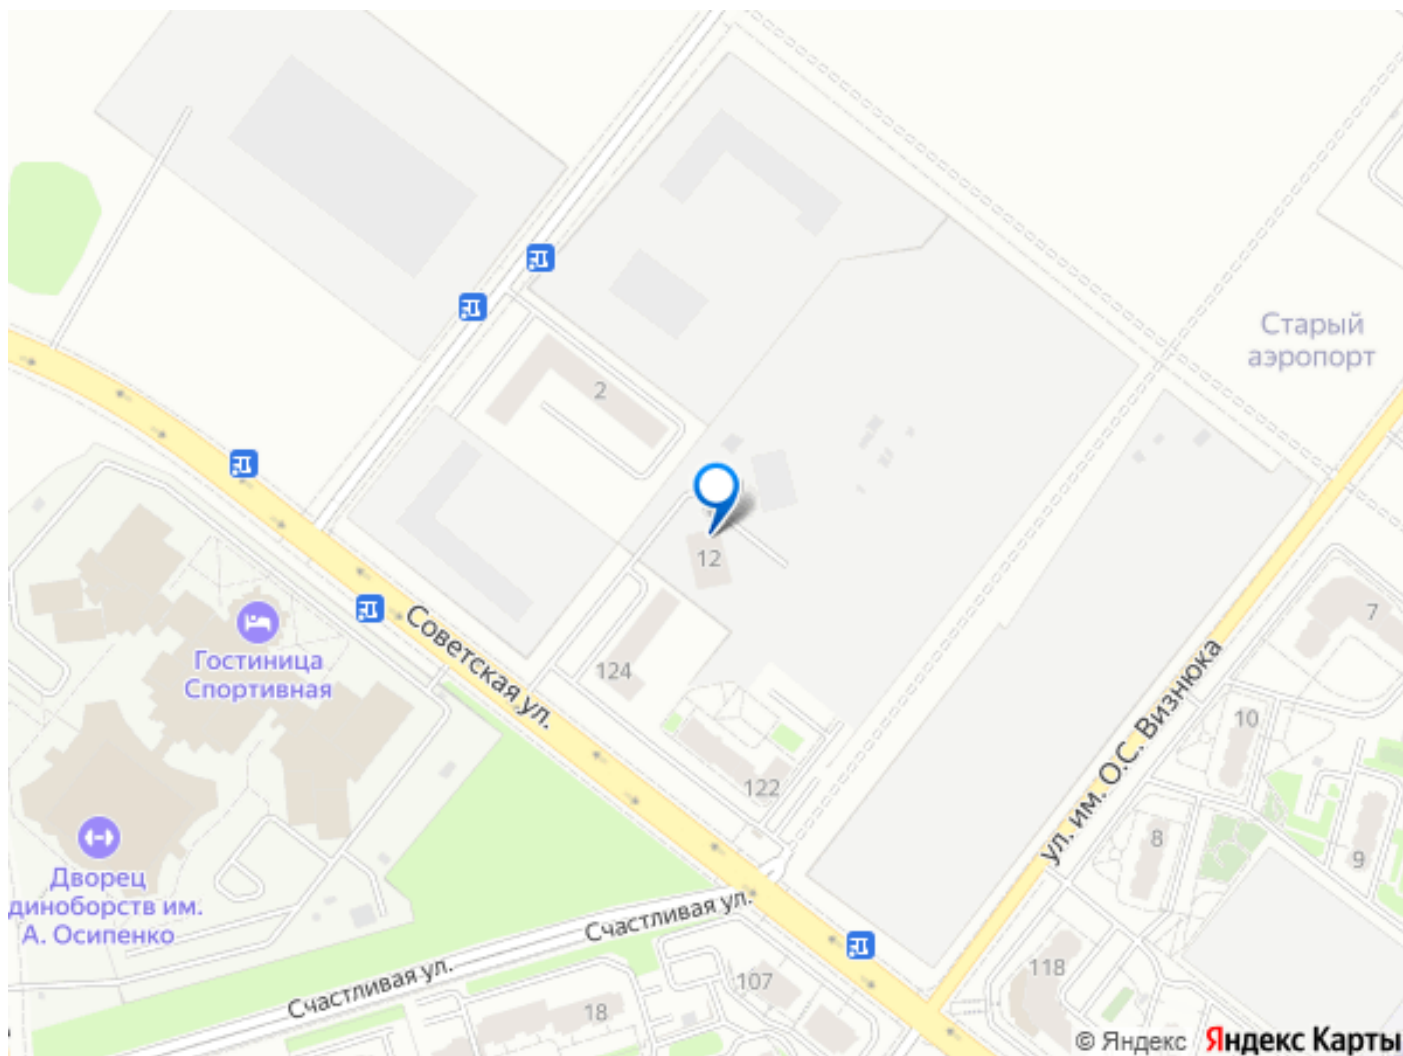 Старый
аэропорт
2
12
Советская ул.
Гостиница
Спортивная
124
7
10
ул. им. О.С. Визнюка
122
8
9
Дворец
диноборств им.
А. Осипенко
Счастливая ул.
Счастливая ул.
107
118
18
© Яндекс Яндекс Карты